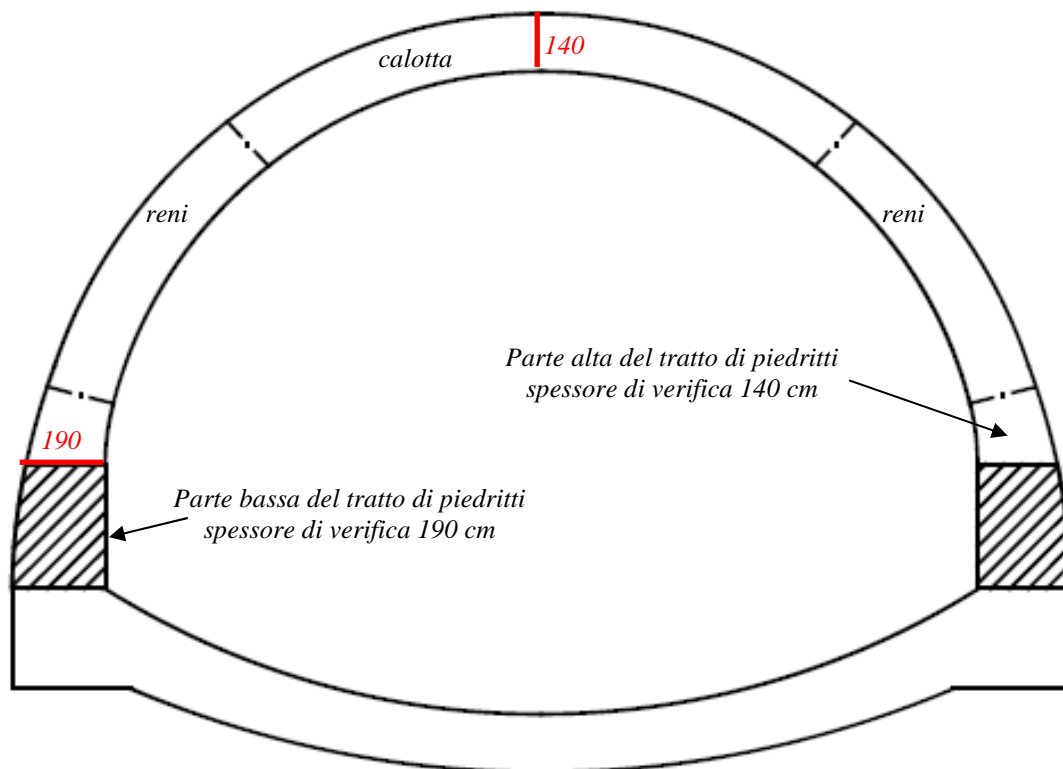 140
calotta
reni
reni
Parte alta del tratto di piedritti
spessore di verifica 140 cm
190
Parte bassa del tratto di piedritti
spessore di verifica 190 cm